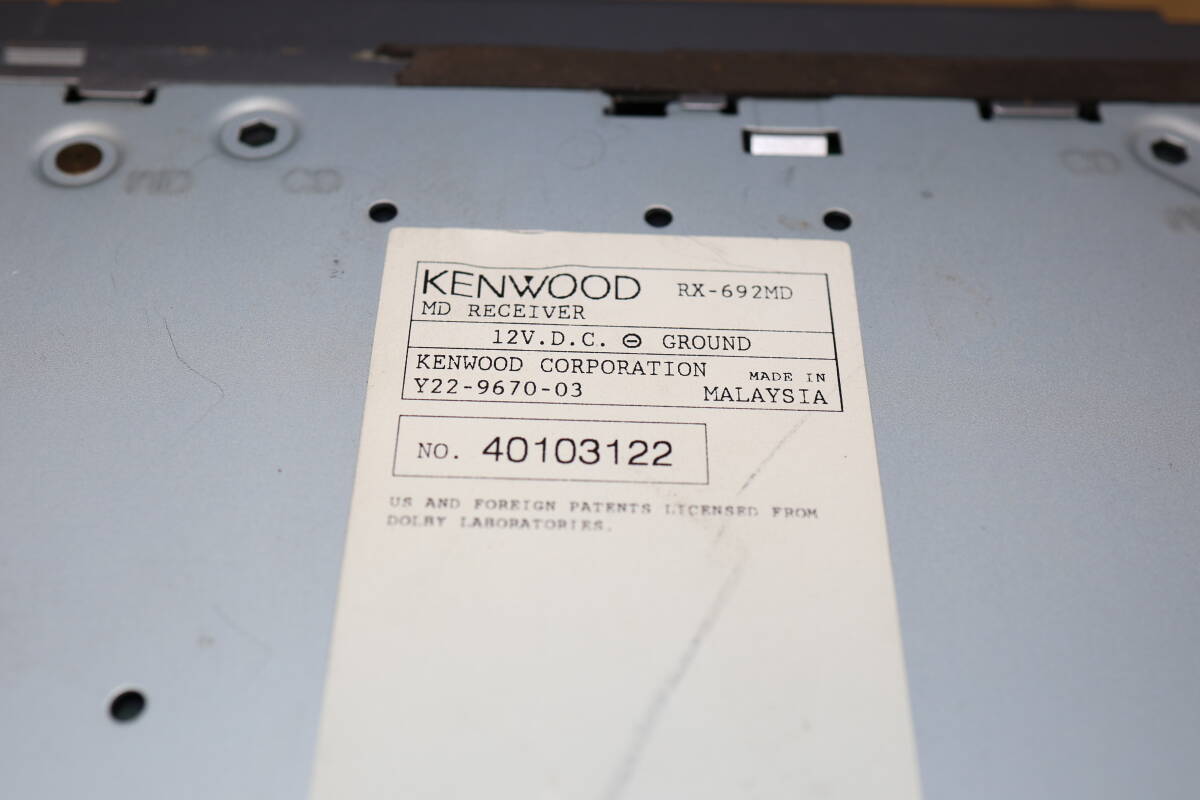 MD CD
CD
KENWOOD RX-692MD
MD RECEIVER
12V.D.C. ⊖ GROUND
KENWOOD CORPORATION
Y22-9670-03
MADE IN
MALAYSIA
NO. 40103122
US AND FOREIGN PATENTS LICENSED FROM
DOLBY LABORATORIES.